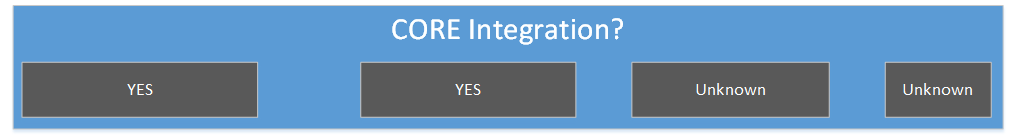 CORE Integration?
YES
YES
Unknown
Unknown